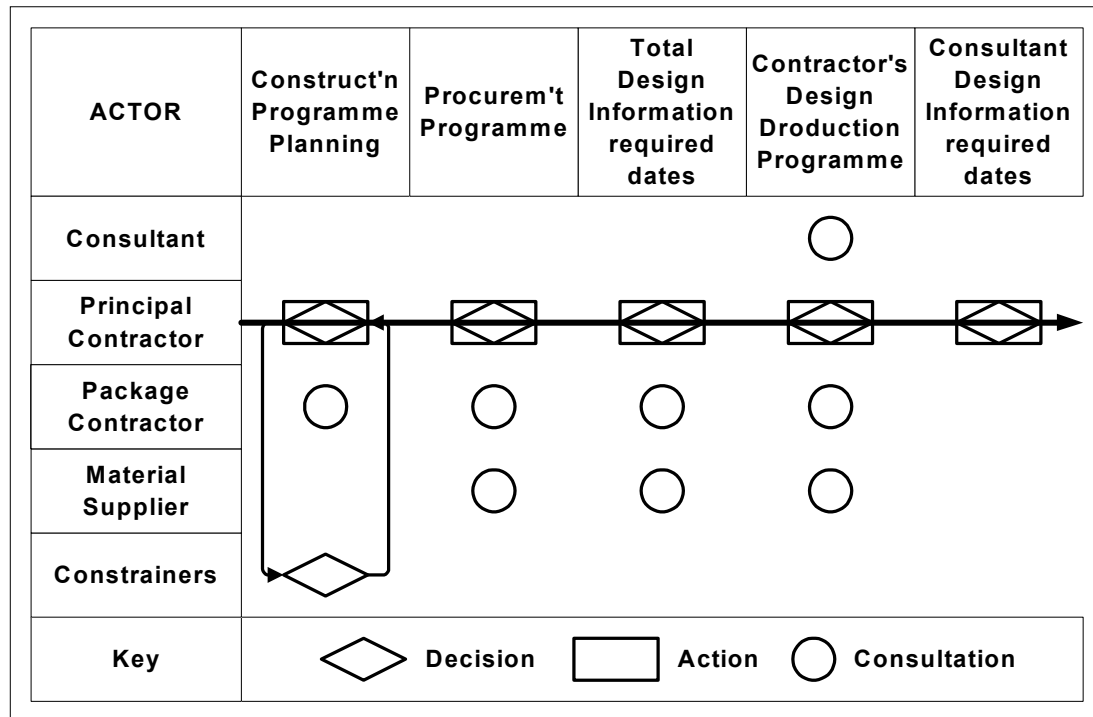 ACTOR
Construct'n
Programme
Planning
Procurem't
Programme
Total
Design
Information
required
dates
Contractor's
Design
Droduction
Programme
Consultant
Design
Information
required
dates
Consultant
Principal
Contractor
Package
Contractor
Material
Supplier
Constrainers
Key
Decision
Action
Consultation